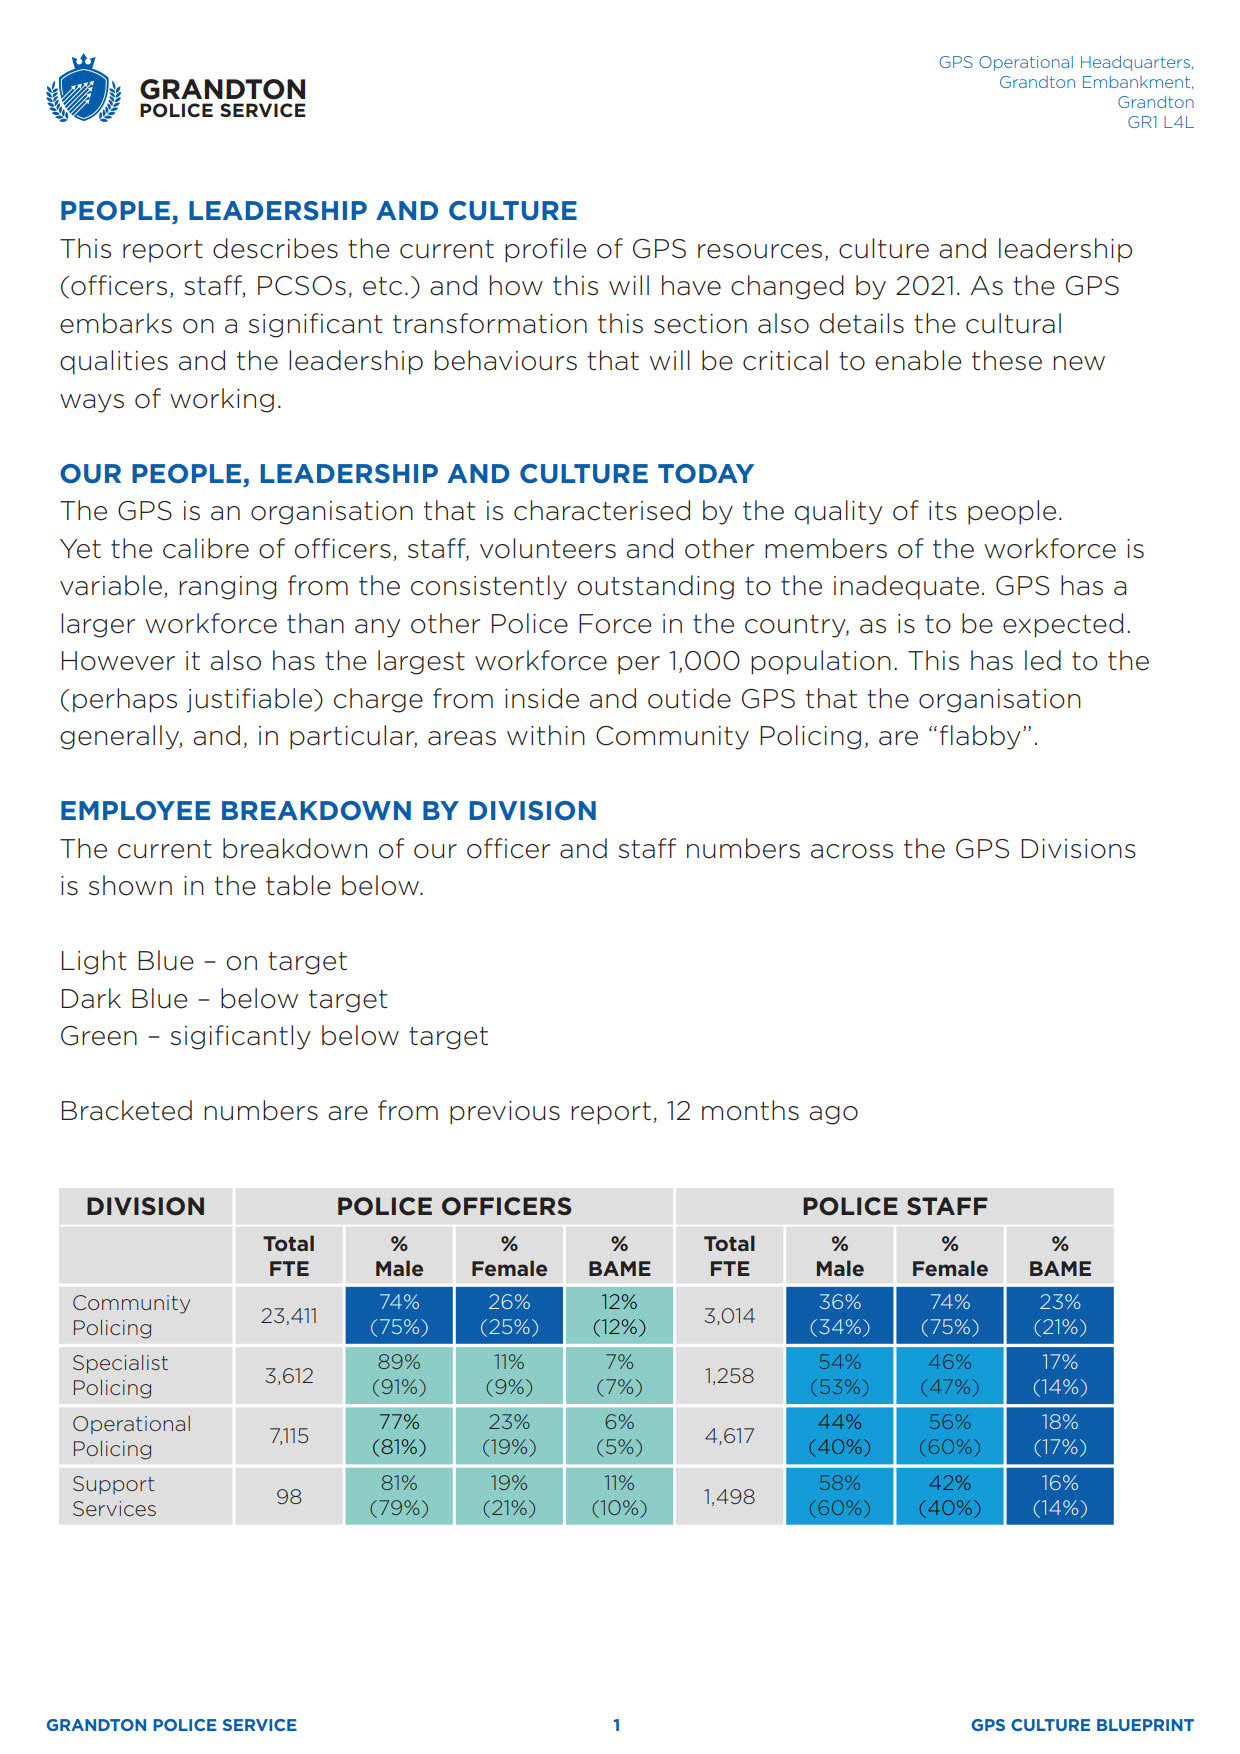 GRANDTON
POLICE SERVICE
GPS Operational Headquarters,
Grandton Embankment,
Grandton
GR1 L4L
PEOPLE, LEADERSHIP AND CULTURE
This report describes the current profile of GPS resources, culture and leadership
(officers, staff, PCSOs, etc.) and how this will have changed by 2021. As the GPS
embarks on a significant transformation this section also details the cultural
qualities and the leadership behaviours that will be critical to enable these new
ways of working.
OUR PEOPLE, LEADERSHIP AND CULTURE TODAY
The GPS is an organisation that is characterised by the quality of its people.
Yet the calibre of officers, staff, volunteers and other members of the workforce is
variable, ranging from the consistently outstanding to the inadequate. GPS has a
larger workforce than any other Police Force in the country, as is to be expected.
However it also has the largest workforce per 1,000 population. This has led to the
(perhaps justifiable) charge from inside and outide GPS that the organisation
generally, and, in particular, areas within Community Policing, are “flabby”.
EMPLOYEE BREAKDOWN BY DIVISION
The current breakdown of our officer and staff numbers across the GPS Divisions
is shown in the table below.
Light Blue – on target
Dark Blue – below target
Green – sigificantly below target
Bracketed numbers are from previous report, 12 months ago
DIVISION POLICE OFFICERS POLICE STAFF
Total % % % Total % % %
FTE Male Female BAME FTE Male Female BAME
Community 23,411 74% 26% 12% 3,014 36% 74% 23%
Policing (75%) (25%) (12%) (34%) (75%) (21%)
Specialist 3,612 89% 11% 7% 1,258 54% 46% 17%
Policing (91%) (9%) (7%) (53%) (47%) (14%)
Operational 7,115 77% 23% 6% 4,617 44% 56% 18%
Policing (81%) (19%) (5%) (40%) (60%) (17%)
Support 98 81% 19% 11% 1,498 58% 42% 16%
Services (79%) (21%) (10%) (60%) (40%) (14%)
GRANDTON POLICE SERVICE 1 GPS CULTURE BLUEPRINT